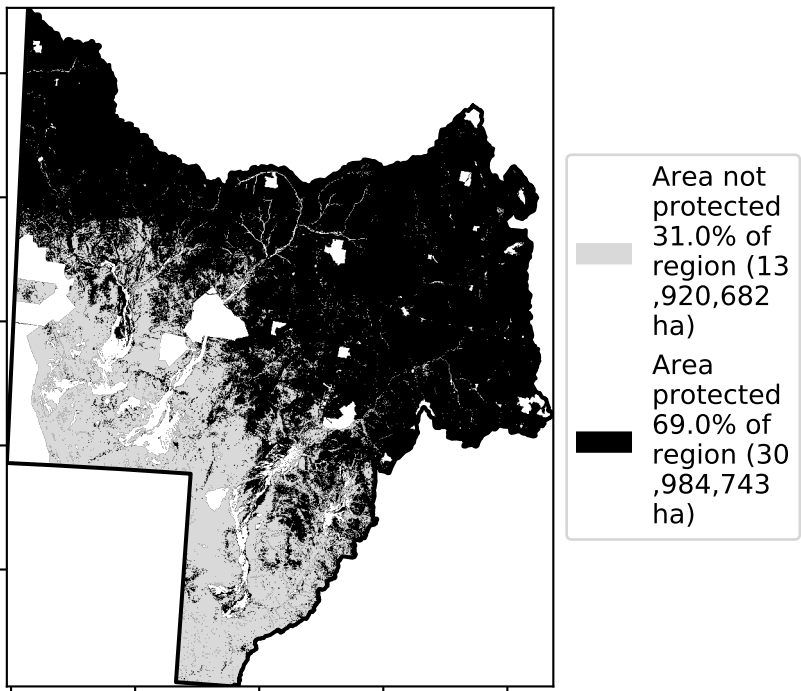 Area not
protected
31.0% of
region (13
,920,682
ha)
Area
protected
69.0% of
region (30
,984,743
ha)